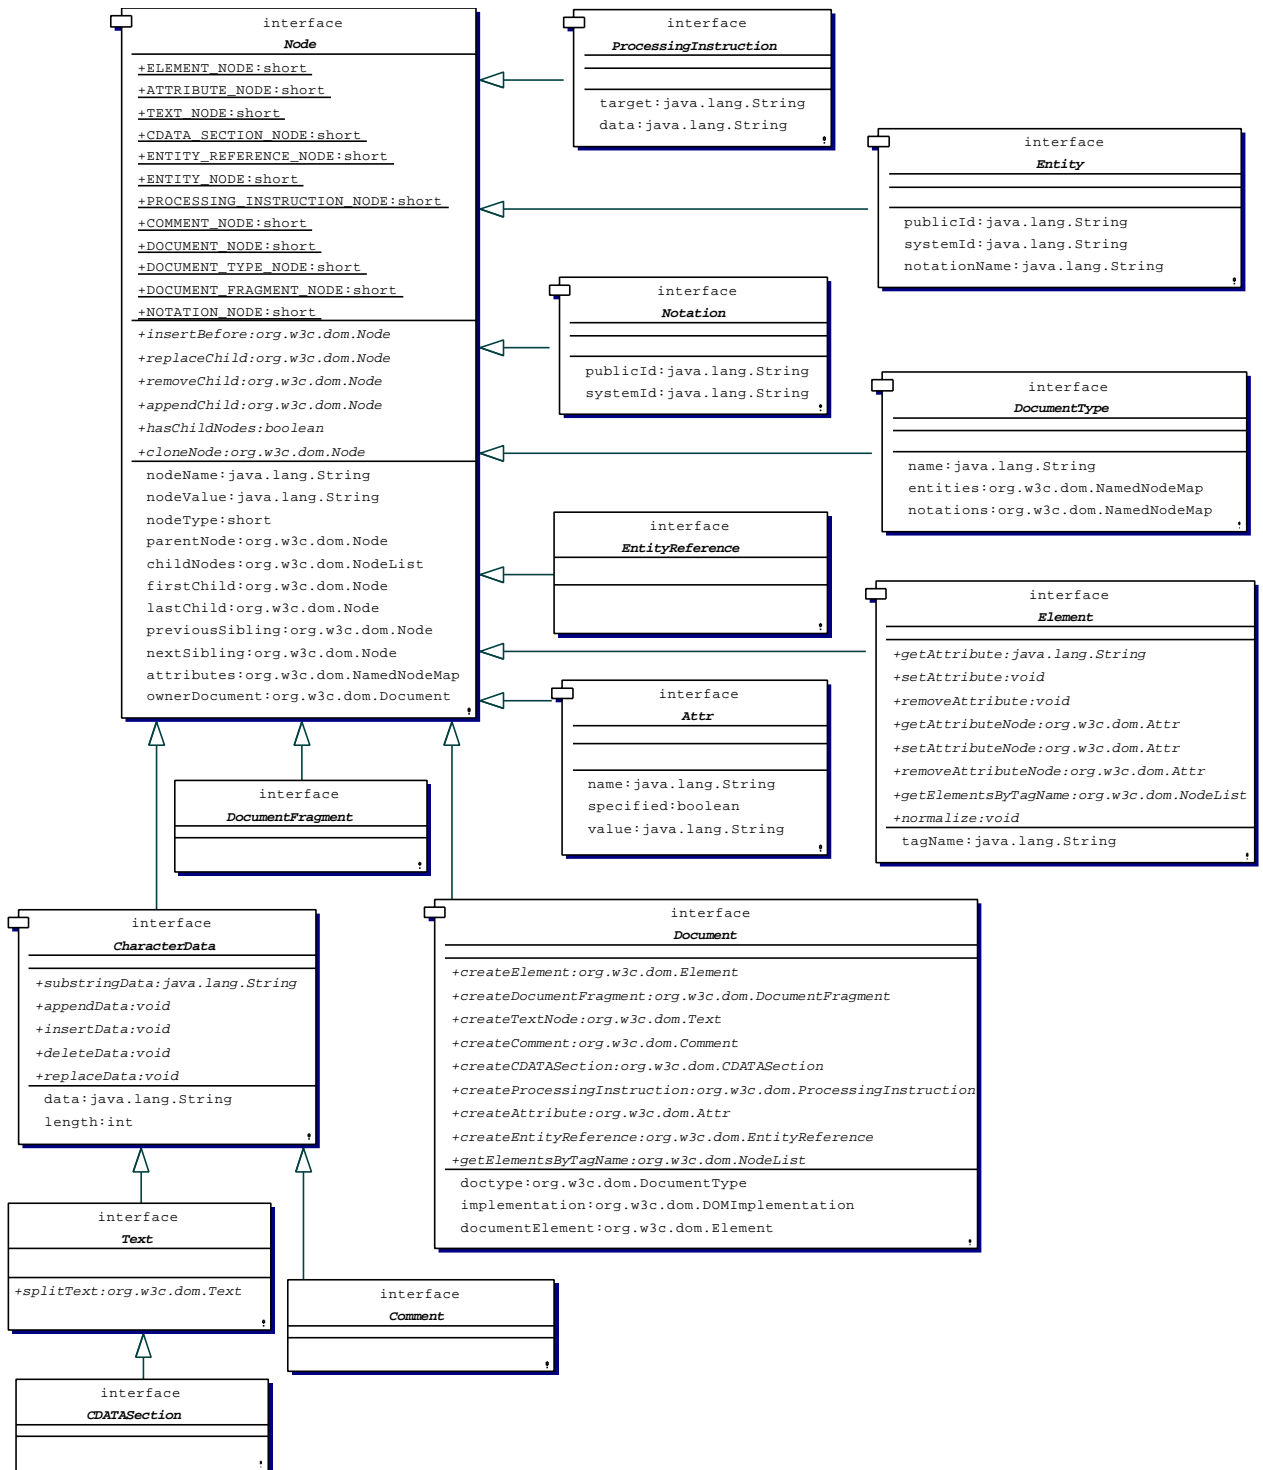 interface
Node
+ELEMENT_NODE:short
+ATTRIBUTE_NODE:short
+TEXT_NODE:short
+CDATA_SECTION_NODE:short
+ENTITY_REFERENCE_NODE:short
+ENTITY_NODE:short
+PROCESSING_INSTRUCTION_NODE:short
+COMMENT_NODE:short
+DOCUMENT_NODE:short
+DOCUMENT_TYPE_NODE:short
+DOCUMENT_FRAGMENT_NODE:short
+NOTATION_NODE:short
+insertBefore:org.w3c.dom.Node
+replaceChild:org.w3c.dom.Node
+removeChild:org.w3c.dom.Node
+appendChild:org.w3c.dom.Node
+hasChildNodes:boolean
+cloneNode:org.w3c.dom.Node
nodeName:java.lang.String
nodeValue:java.lang.String
nodeType:short
parentNode:org.w3c.dom.Node
childNodes:org.w3c.dom.NodeList
firstChild:org.w3c.dom.Node
lastChild:org.w3c.dom.Node
previousSibling:org.w3c.dom.Node
nextSibling:org.w3c.dom.Node
attributes:org.w3c.dom.NamedNodeMap
ownerDocument:org.w3c.dom.Document
interface
ProcessingInstruction
target:java.lang.String
data:java.lang.String
interface
Entity
publicId:java.lang.String
systemId:java.lang.String
notationName:java.lang.String
interface
Notation
publicId:java.lang.String
systemId:java.lang.String
interface
DocumentType
name:java.lang.String
entities:org.w3c.dom.NamedNodeMap
notations:org.w3c.dom.NamedNodeMap
interface
EntityReference
interface
Element
+getAttribute:java.lang.String
+setAttribute:void
+removeAttribute:void
+getAttributeNode:org.w3c.dom.Attr
+setAttributeNode:org.w3c.dom.Attr
+removeAttributeNode:org.w3c.dom.Attr
+getElementsByTagName:org.w3c.dom.NodeList
+normalize:void
tagName:java.lang.String
interface
Attr
name:java.lang.String
specified:boolean
value:java.lang.String
interface
DocumentFragment
interface
CharacterData
+substringData:java.lang.String
+appendData:void
+insertData:void
+deleteData:void
+replaceData:void
data:java.lang.String
length:int
interface
Document
+createElement:org.w3c.dom.Element
+createDocumentFragment:org.w3c.dom.DocumentFragment
+createTextNode:org.w3c.dom.Text
+createComment:org.w3c.dom.Comment
+createCDATASection:org.w3c.dom.CDATASection
+createProcessingInstruction:org.w3c.dom.ProcessingInstruction
+createAttribute:org.w3c.dom.Attr
+createEntityReference:org.w3c.dom.EntityReference
+getElementsByTagName:org.w3c.dom.NodeList
doctype:org.w3c.dom.DocumentType
implementation:org.w3c.dom.DOMImplementation
documentElement:org.w3c.dom.Element
interface
Text
+splitText:org.w3c.dom.Text
interface
Comment
interface
CDATASection